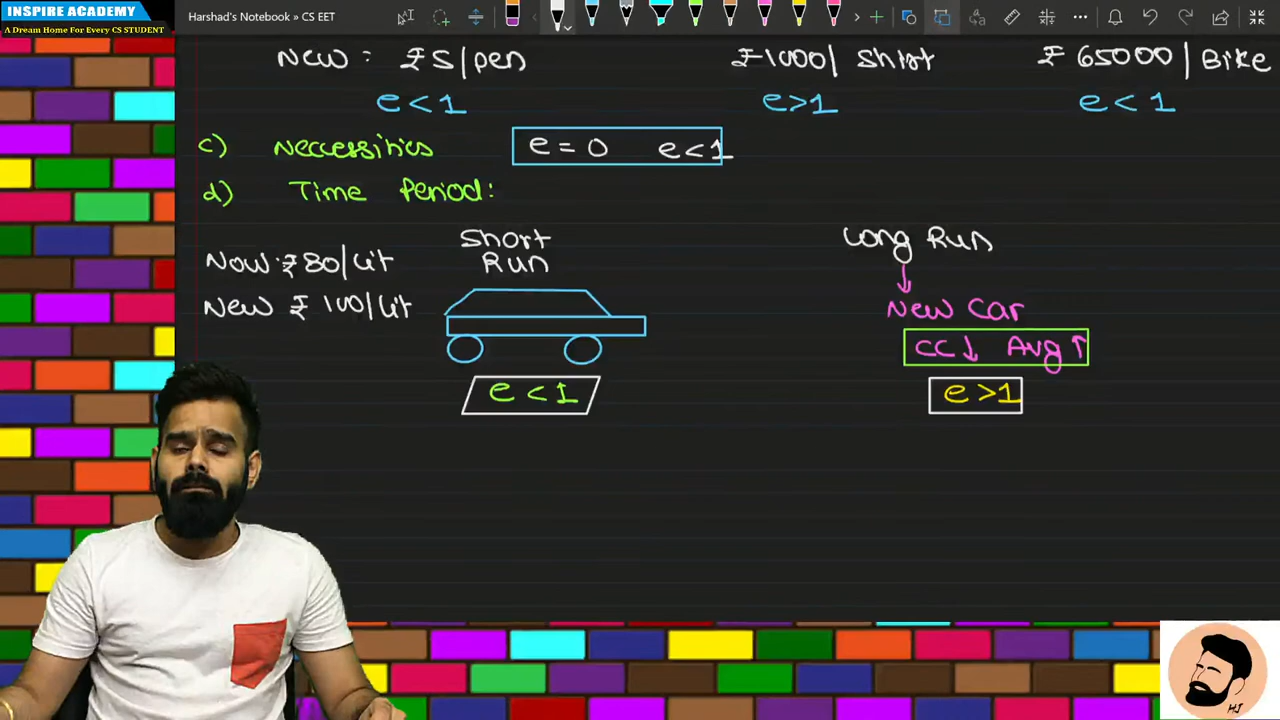 INSPIRE ACADEMY
A Dream Home For Every CS STUDENT
Harshad's Notebook » CS EET
New : ₹5/pen ₹1000/ Shirt ₹ 65000/Bike
e < 1 e>1 e < 1
c) Neccessities e = 0 e < 1
d) Time Period:
Short Run Long Run
Now : ₹80/Lit
New ₹ 100/Lit New Car
CC↓ Avg↑
e < 1 e >1
HJ